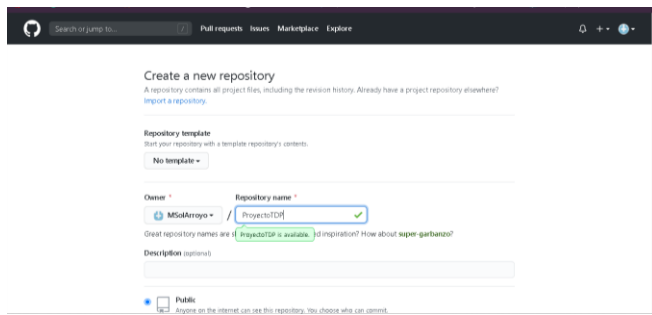 Search or jump to...
/
Pull requests Issues Marketplace Explore
Create a new repository
A repository contains all project files, including the revision history. Already have a project repository elsewhere?
Import a repository.
Repository template
Start your repository with a template repository's contents.
No template
Owner * Repository name *
MSolArroyo / ProyectoTDP
Great repository names are ProyectoTDP is available. inspiration? How about super-garbanzo?
Description (optional)
Public
Anyone on the internet can see this repository. You choose who can commit.